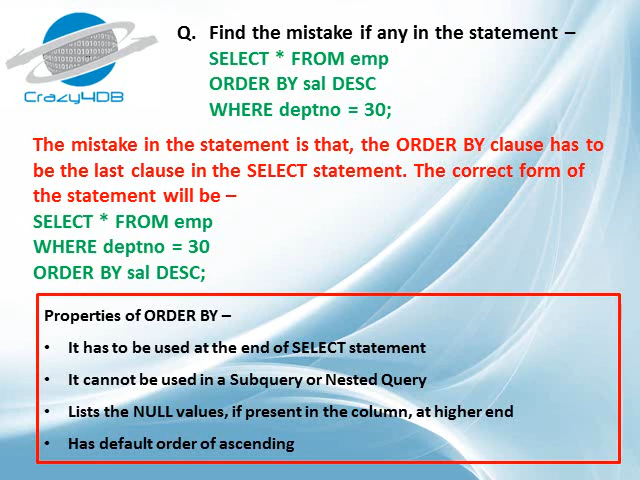 Q. Find the mistake if any in the statement –
SELECT * FROM emp
ORDER BY sal DESC
WHERE deptno = 30;
Crazy4DB
The mistake in the statement is that, the ORDER BY clause has to
be the last clause in the SELECT statement. The correct form of
the statement will be –
SELECT * FROM emp
WHERE deptno = 30
ORDER BY sal DESC;
Properties of ORDER BY –
• It has to be used at the end of SELECT statement
• It cannot be used in a Subquery or Nested Query
• Lists the NULL values, if present in the column, at higher end
• Has default order of ascending